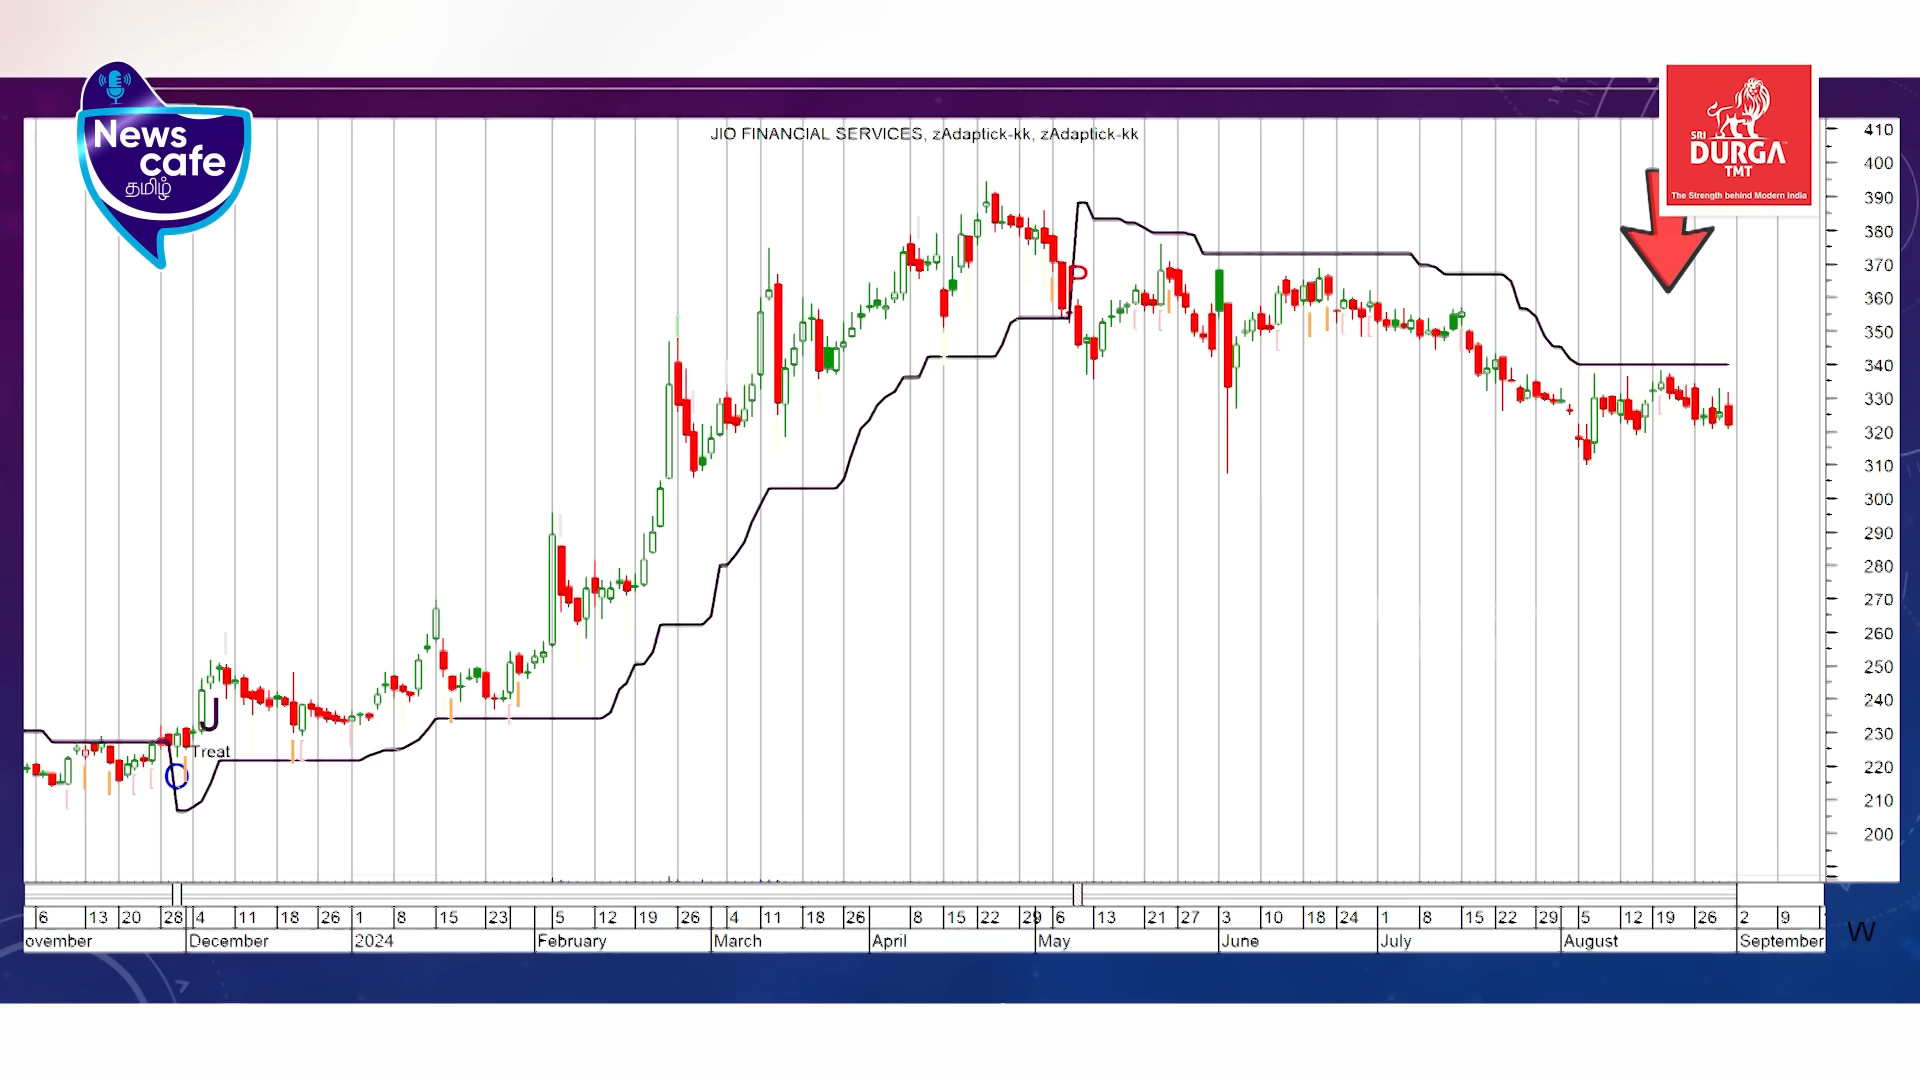 News
cafe
தமிழ்
JIO FINANCIAL SERVICES, zAdaptick-kk, zAdaptick-kk
SRI
DURGA
TMT
The Strength behind Modern India
410
400
390
380
370
360
350
340
330
320
310
300
290
280
270
260
250
240
230
220
210
200
P
J
Treat
O
6 13 20 28 4 11 18 26 1 8 15 23 5 12 19 26 4 11 18 26 8 15 22 29 6 13 21 27 3 10 18 24 1 8 15 22 29 5 12 19 26 2 9
ovember December 2024 February March April May June July August September
W